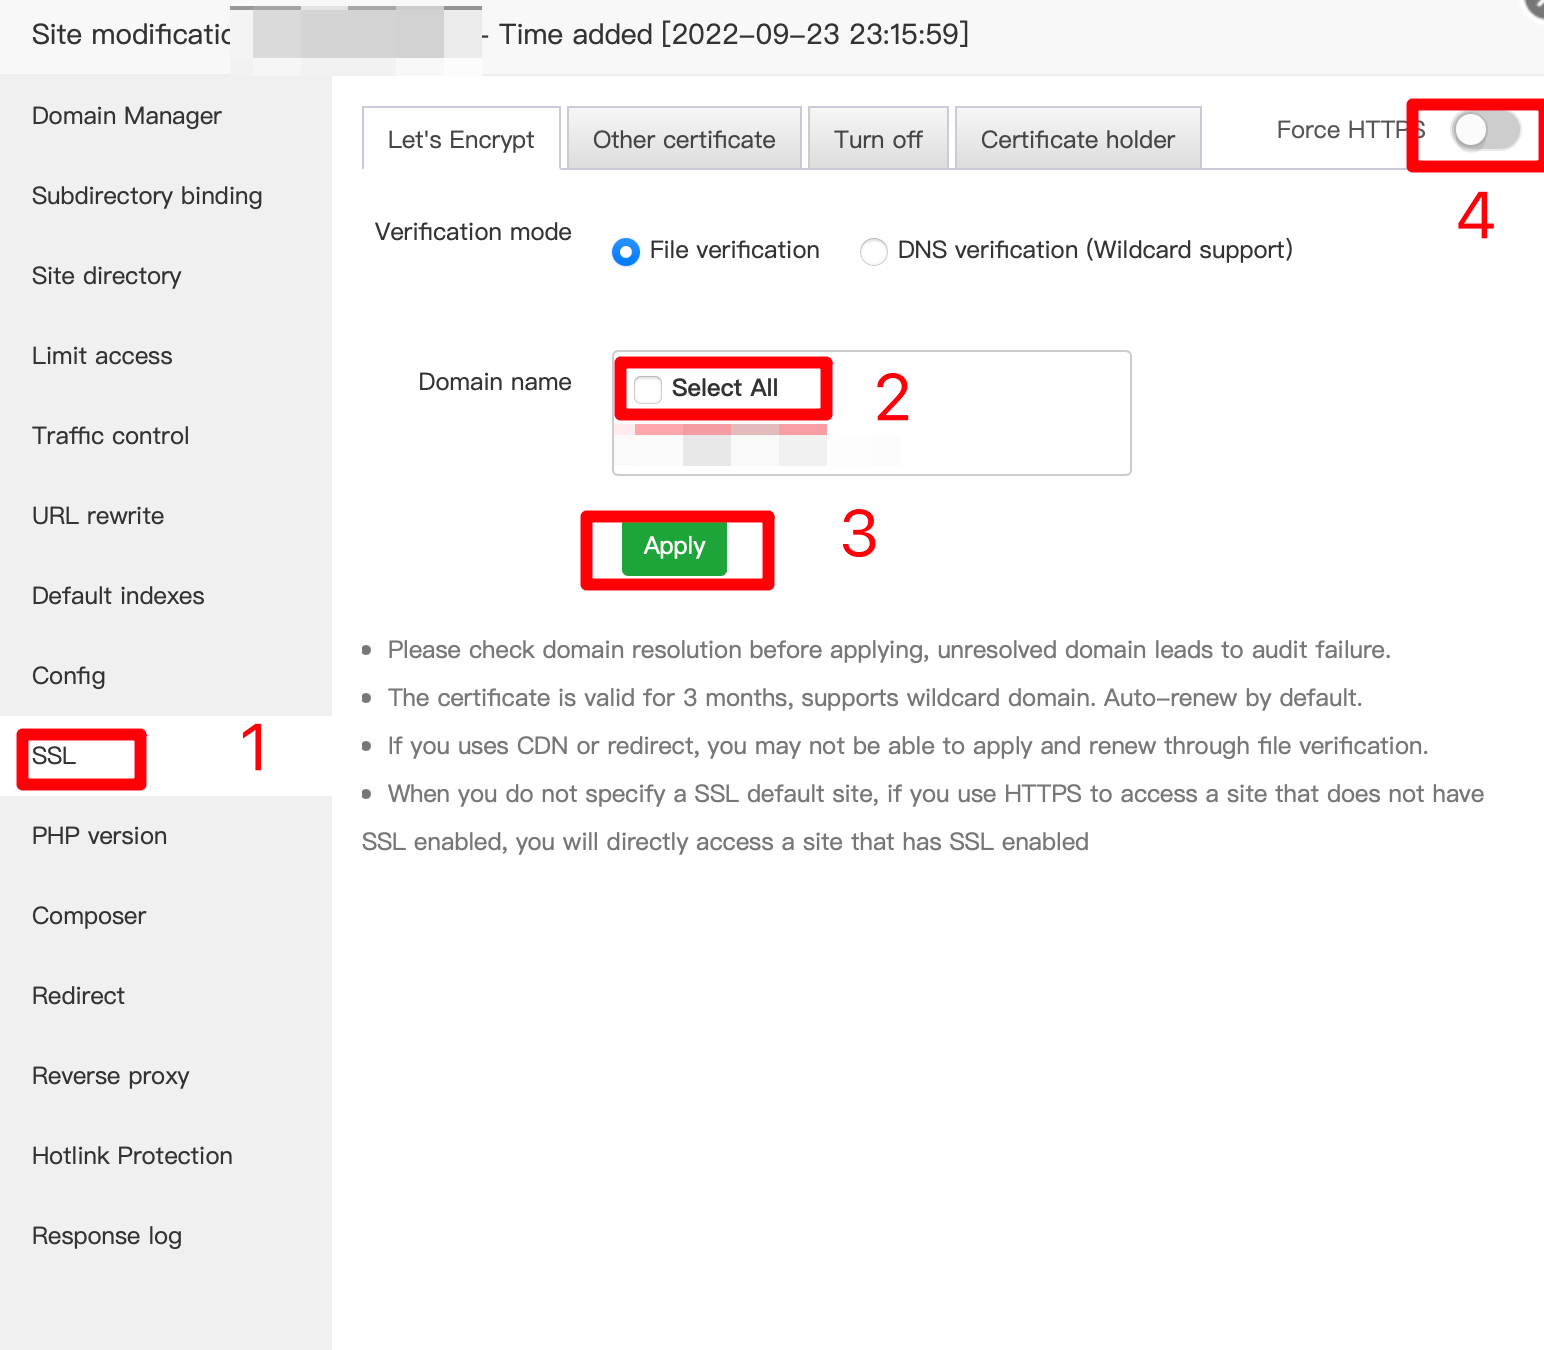 Site modificatic - Time added [2022-09-23 23:15:59]
Domain Manager
Subdirectory binding
Site directory
Limit access
Traffic control
URL rewrite
Default indexes
Config
SSL
1
PHP version
Composer
Redirect
Reverse proxy
Hotlink Protection
Response log
Let's Encrypt
Other certificate
Turn off
Certificate holder
Force HTTPS
4
Verification mode
File verification
DNS verification (Wildcard support)
Domain name
Select All
2
Apply
3
• Please check domain resolution before applying, unresolved domain leads to audit failure.
• The certificate is valid for 3 months, supports wildcard domain. Auto-renew by default.
• If you uses CDN or redirect, you may not be able to apply and renew through file verification.
• When you do not specify a SSL default site, if you use HTTPS to access a site that does not have
SSL enabled, you will directly access a site that has SSL enabled